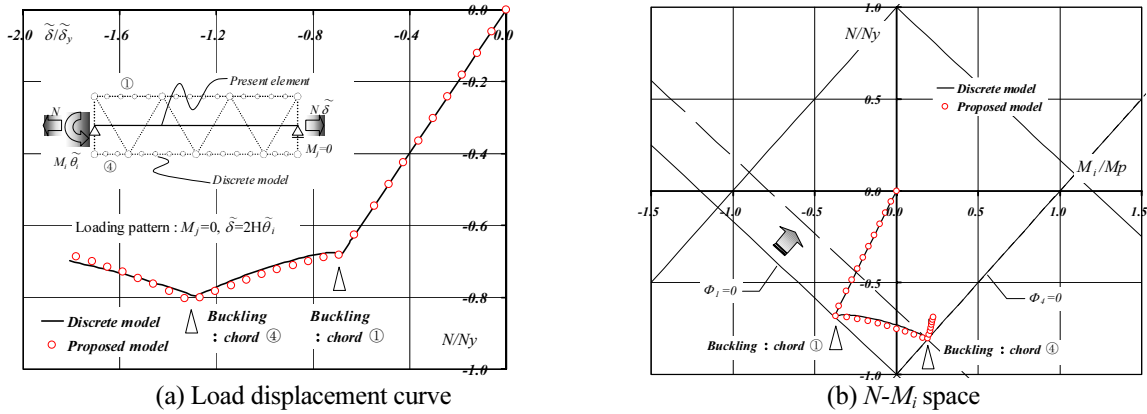 -2.0 δ̃/δ̃y -1.6 -1.2 -0.8 -0.4 0.0
0.0
-0.2
-0.4
-0.6
-0.8
-1.0
① Present element
N
N δ̃
Mi θ̃i
Mj=0
④
Discrete model
Loading pattern : Mj=0, δ̃=2Hθ̃i
Discrete model
Proposed model
Buckling : chord ④
Buckling : chord ①
N/Ny
(a) Load displacement curve
1.0
N/Ny
0.5
Discrete model
Proposed model
Mi/Mp
-1.5 -1.0 -0.5 0.0 0.5 1.0 1.5
0.0
Φ1=0
-0.5
Φ4=0
Buckling : chord ①
Buckling : chord ④
-1.0
(b) N-Mi space